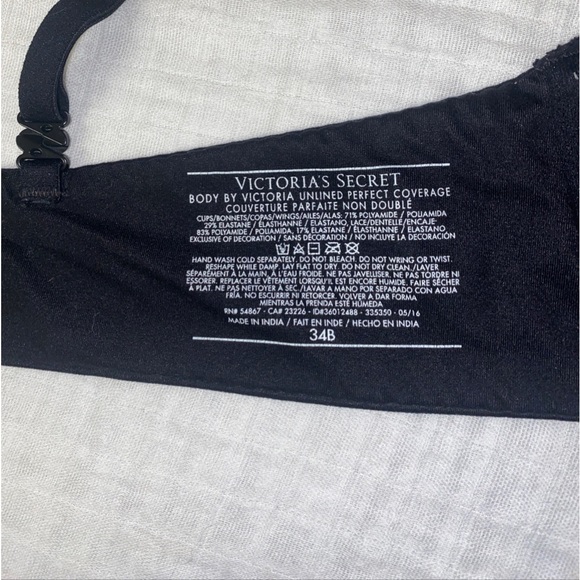 VICTORIA'S SECRET
BODY BY VICTORIA UNLINED PERFECT COVERAGE
COUVERTURE PARFAITE NON DOUBLÉ
CUPS/BONNETS/COPAS/WINGS/AILES/ALAS: 71% POLYAMIDE / POLIAMIDA
29% ELASTANE / ÉLASTHANNE / ELASTANO, LACE/DENTELLE/ENCAJE:
83% POLYAMIDE/ POLIAMIDA, 17% ELASTANE / ÉLASTHANNE / ELASTANO
EXCLUSIVE OF DECORATION / SANS DÉCORATION / NO INCLUYE LA DECORACIÓN
HAND WASH COLD SEPARATELY. DO NOT BLEACH. DO NOT WRING OR TWIST.
RESHAPE WHILE DAMP. LAY FLAT TO DRY. DO NOT DRY CLEAN./LAVER
SÉPARÉMENT À LA MAIN, À L'EAU FROIDE. NE PAS JAVELLISER. NE PAS TORDRE NI
ESSORER. REPLACER LE VÊTEMENT LORSQU'IL EST ENCORE HUMIDE. FAIRE SÉCHER
À PLAT. NE PAS NETTOYER À SEC./LAVAR A MANO POR SEPARADO CON AGUA
FRÍA. NO ESCURRIR NI RETORCER. VOLVER A DAR FORMA
MIENTRAS LA PRENDA ESTÉ HÚMEDA
RN# 54867 - CA# 23226 - ID#36012488 - 335350 - 05/16
MADE IN INDIA / FAIT EN INDE / HECHO EN INDIA
34B